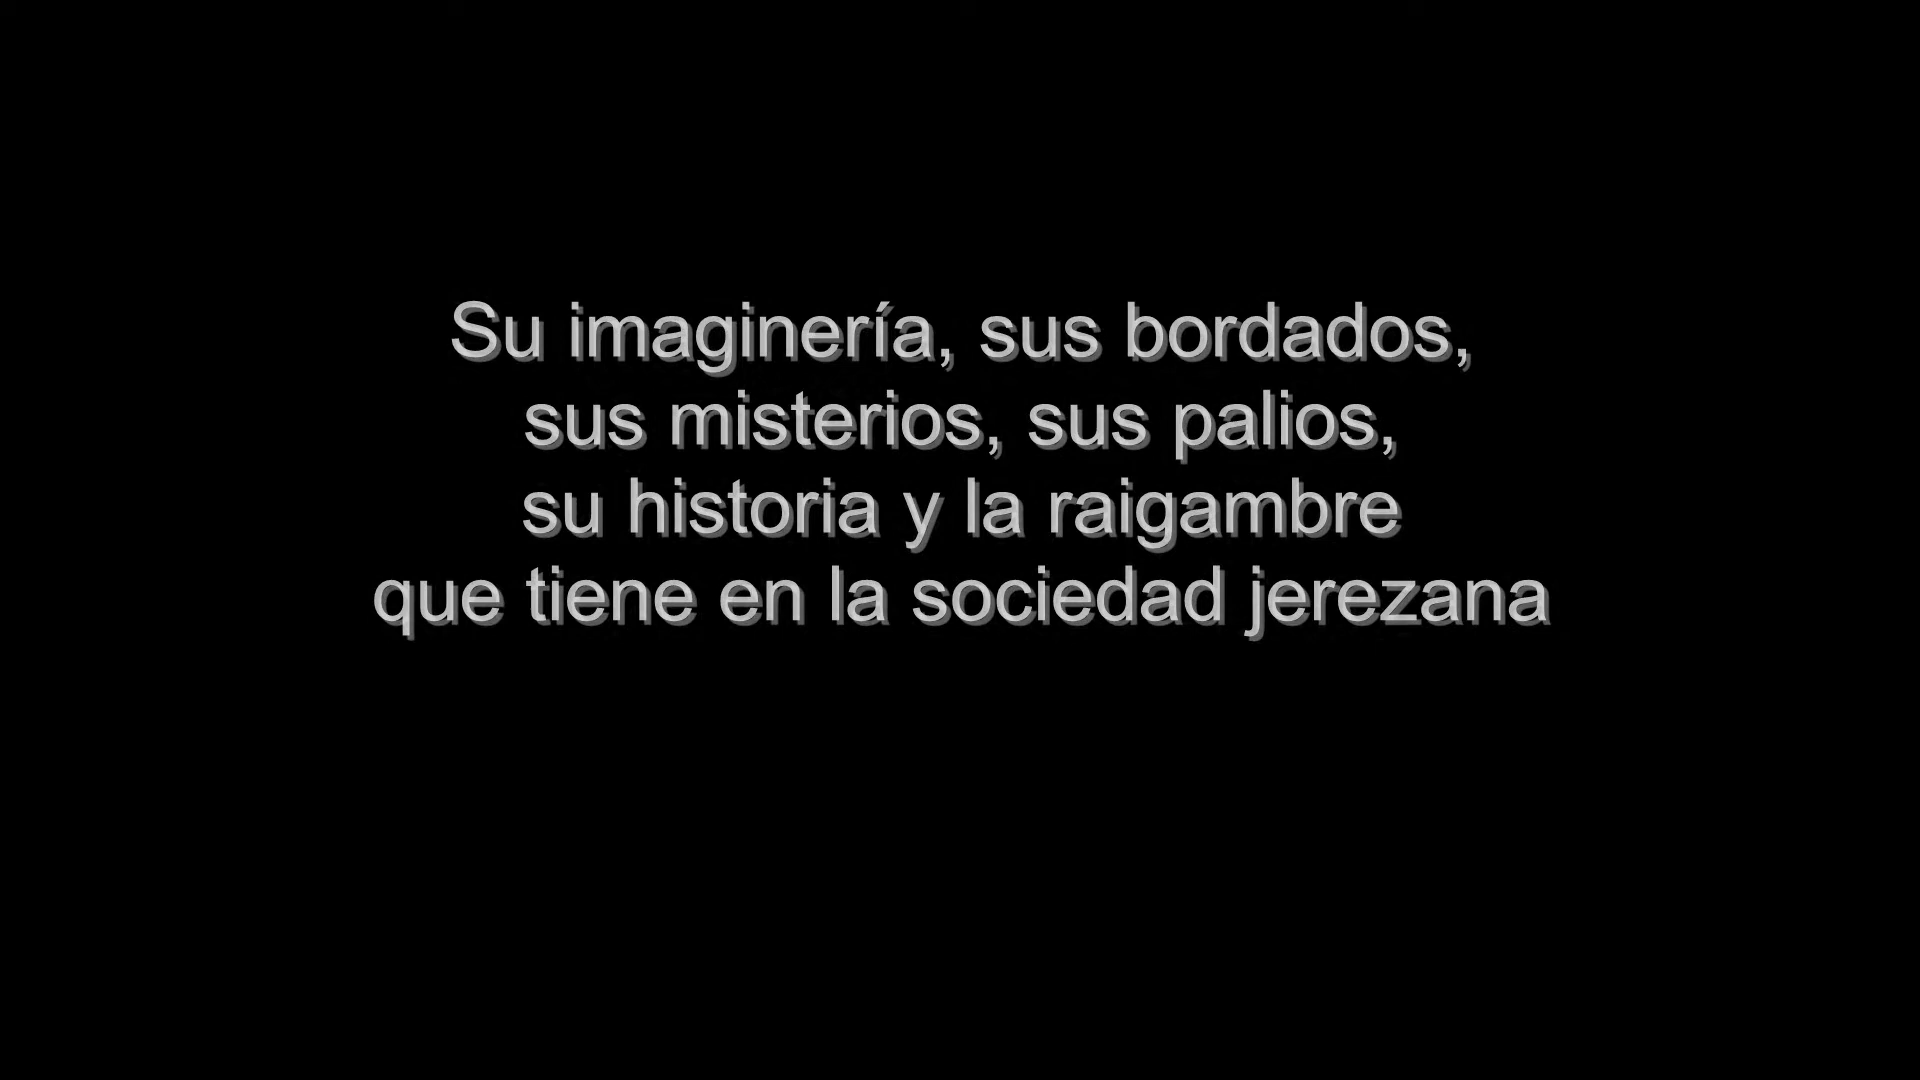 Su imaginería, sus bordados,
sus misterios, sus palios,
su historia y la raigambre
que tiene en la sociedad jerezana